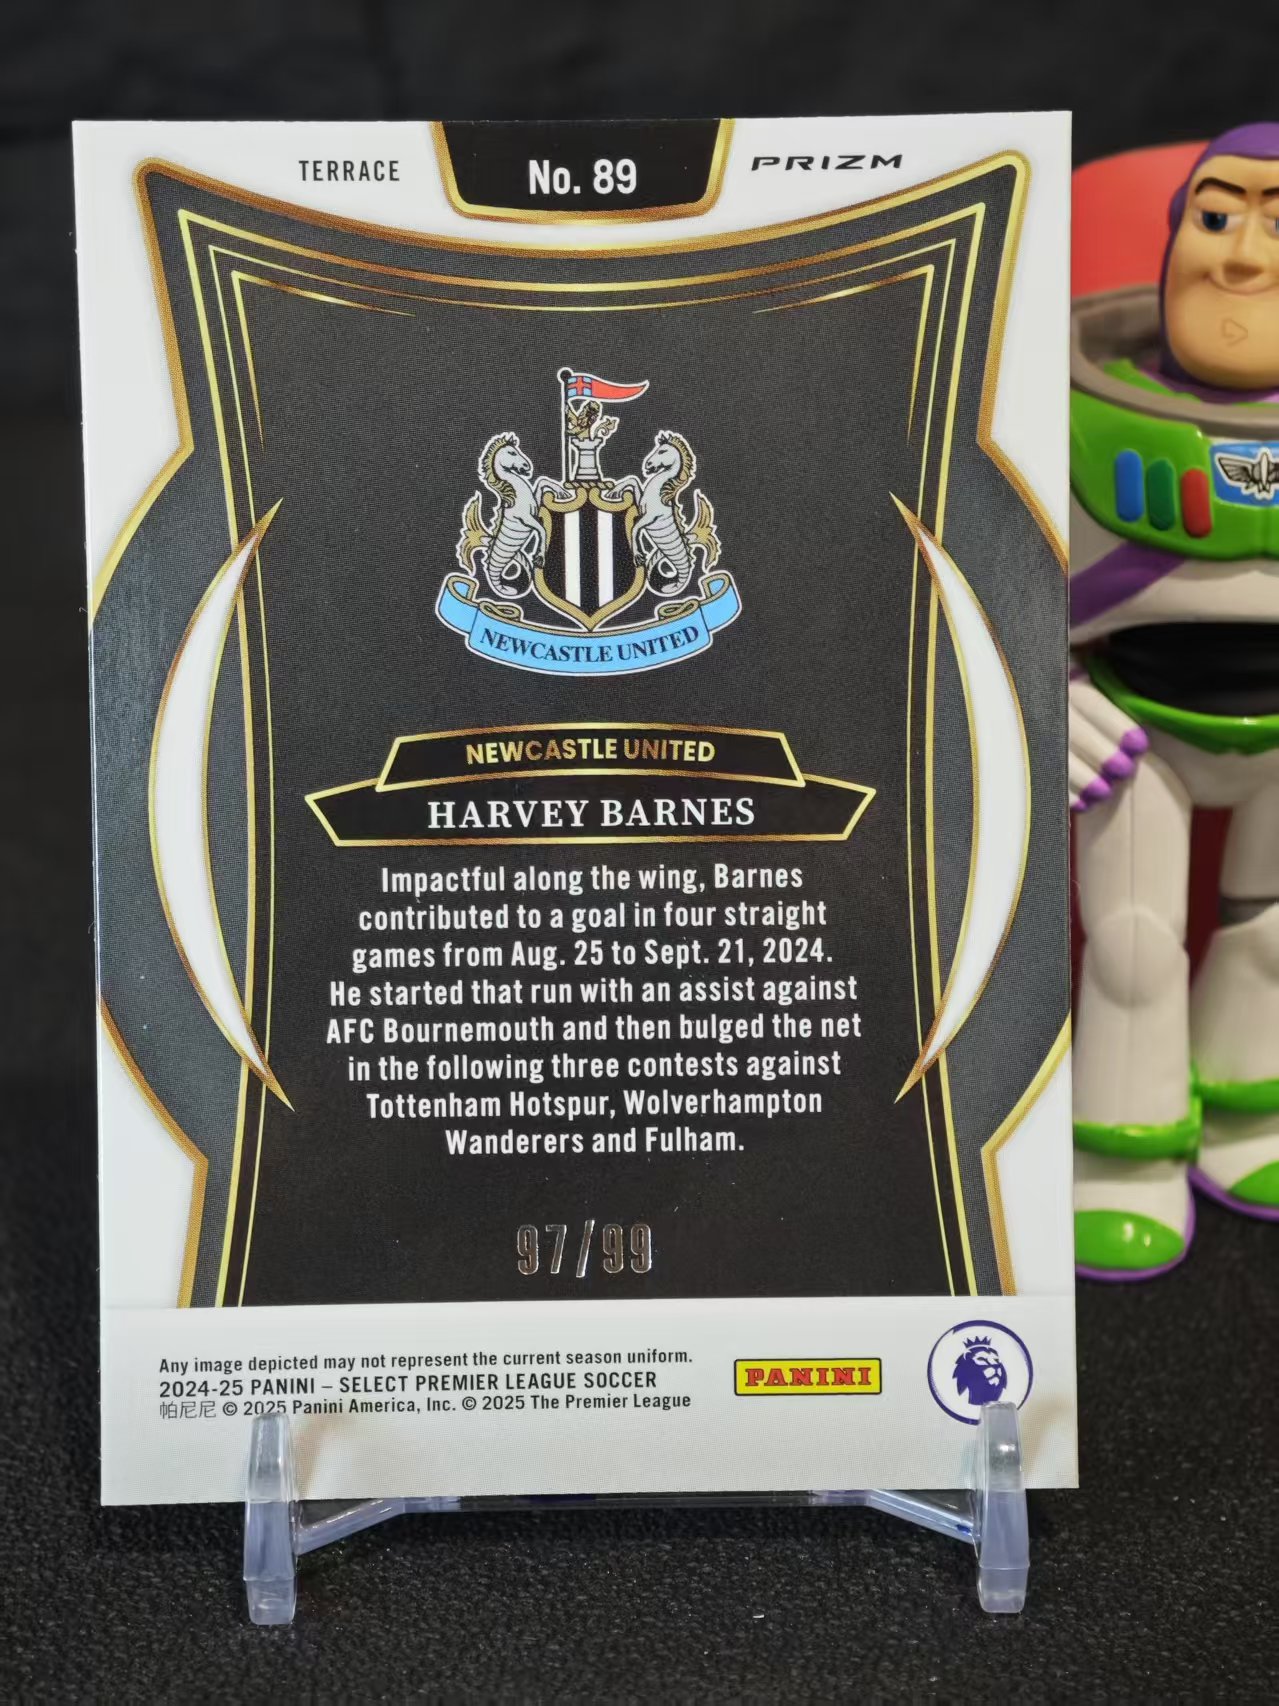 TERRACE
No. 89
PRIZM
NEWCASTLE UNITED
NEWCASTLE UNITED
HARVEY BARNES
Impactful along the wing, Barnes
contributed to a goal in four straight
games from Aug. 25 to Sept. 21, 2024.
He started that run with an assist against
AFC Bournemouth and then bulged the net
in the following three contests against
Tottenham Hotspur, Wolverhampton
Wanderers and Fulham.
97/99
Any image depicted may not represent the current season uniform.
2024-25 PANINI – SELECT PREMIER LEAGUE SOCCER
帕尼尼 © 2025 Panini America, Inc. © 2025 The Premier League
PANINI